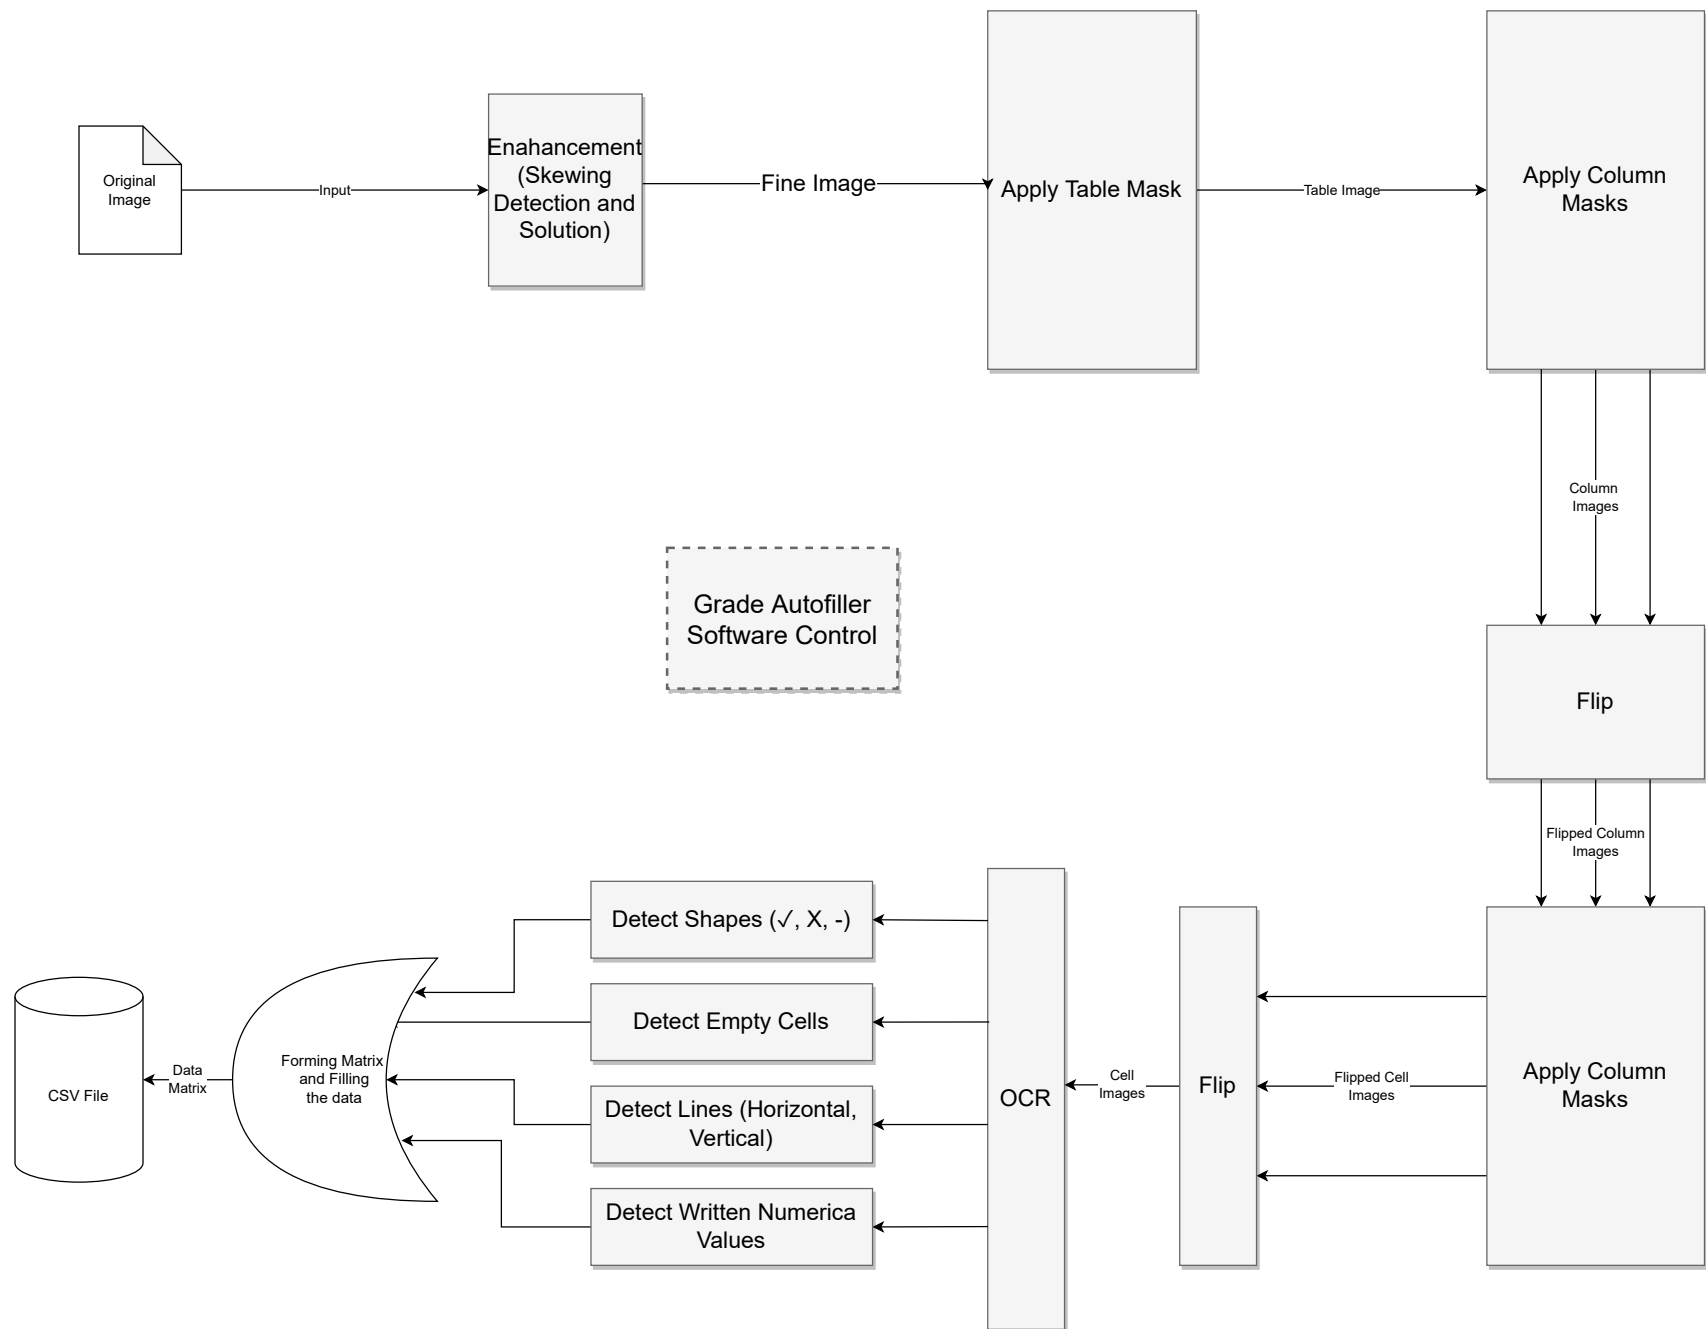 Original
Image
Input
Enahancement
(Skewing
Detection and
Solution)
Fine Image
Apply Table Mask
Table Image
Apply Column
Masks
Column
Images
Grade Autofiller
Software Control
Flip
Flipped Column
Images
Apply Column
Masks
Flipped Cell
Images
Flip
Cell
Images
OCR
Detect Shapes (✓, X, -)
Detect Empty Cells
Detect Lines (Horizontal,
Vertical)
Detect Written Numerica
Values
Forming Matrix
and Filling
the data
Data
Matrix
CSV File